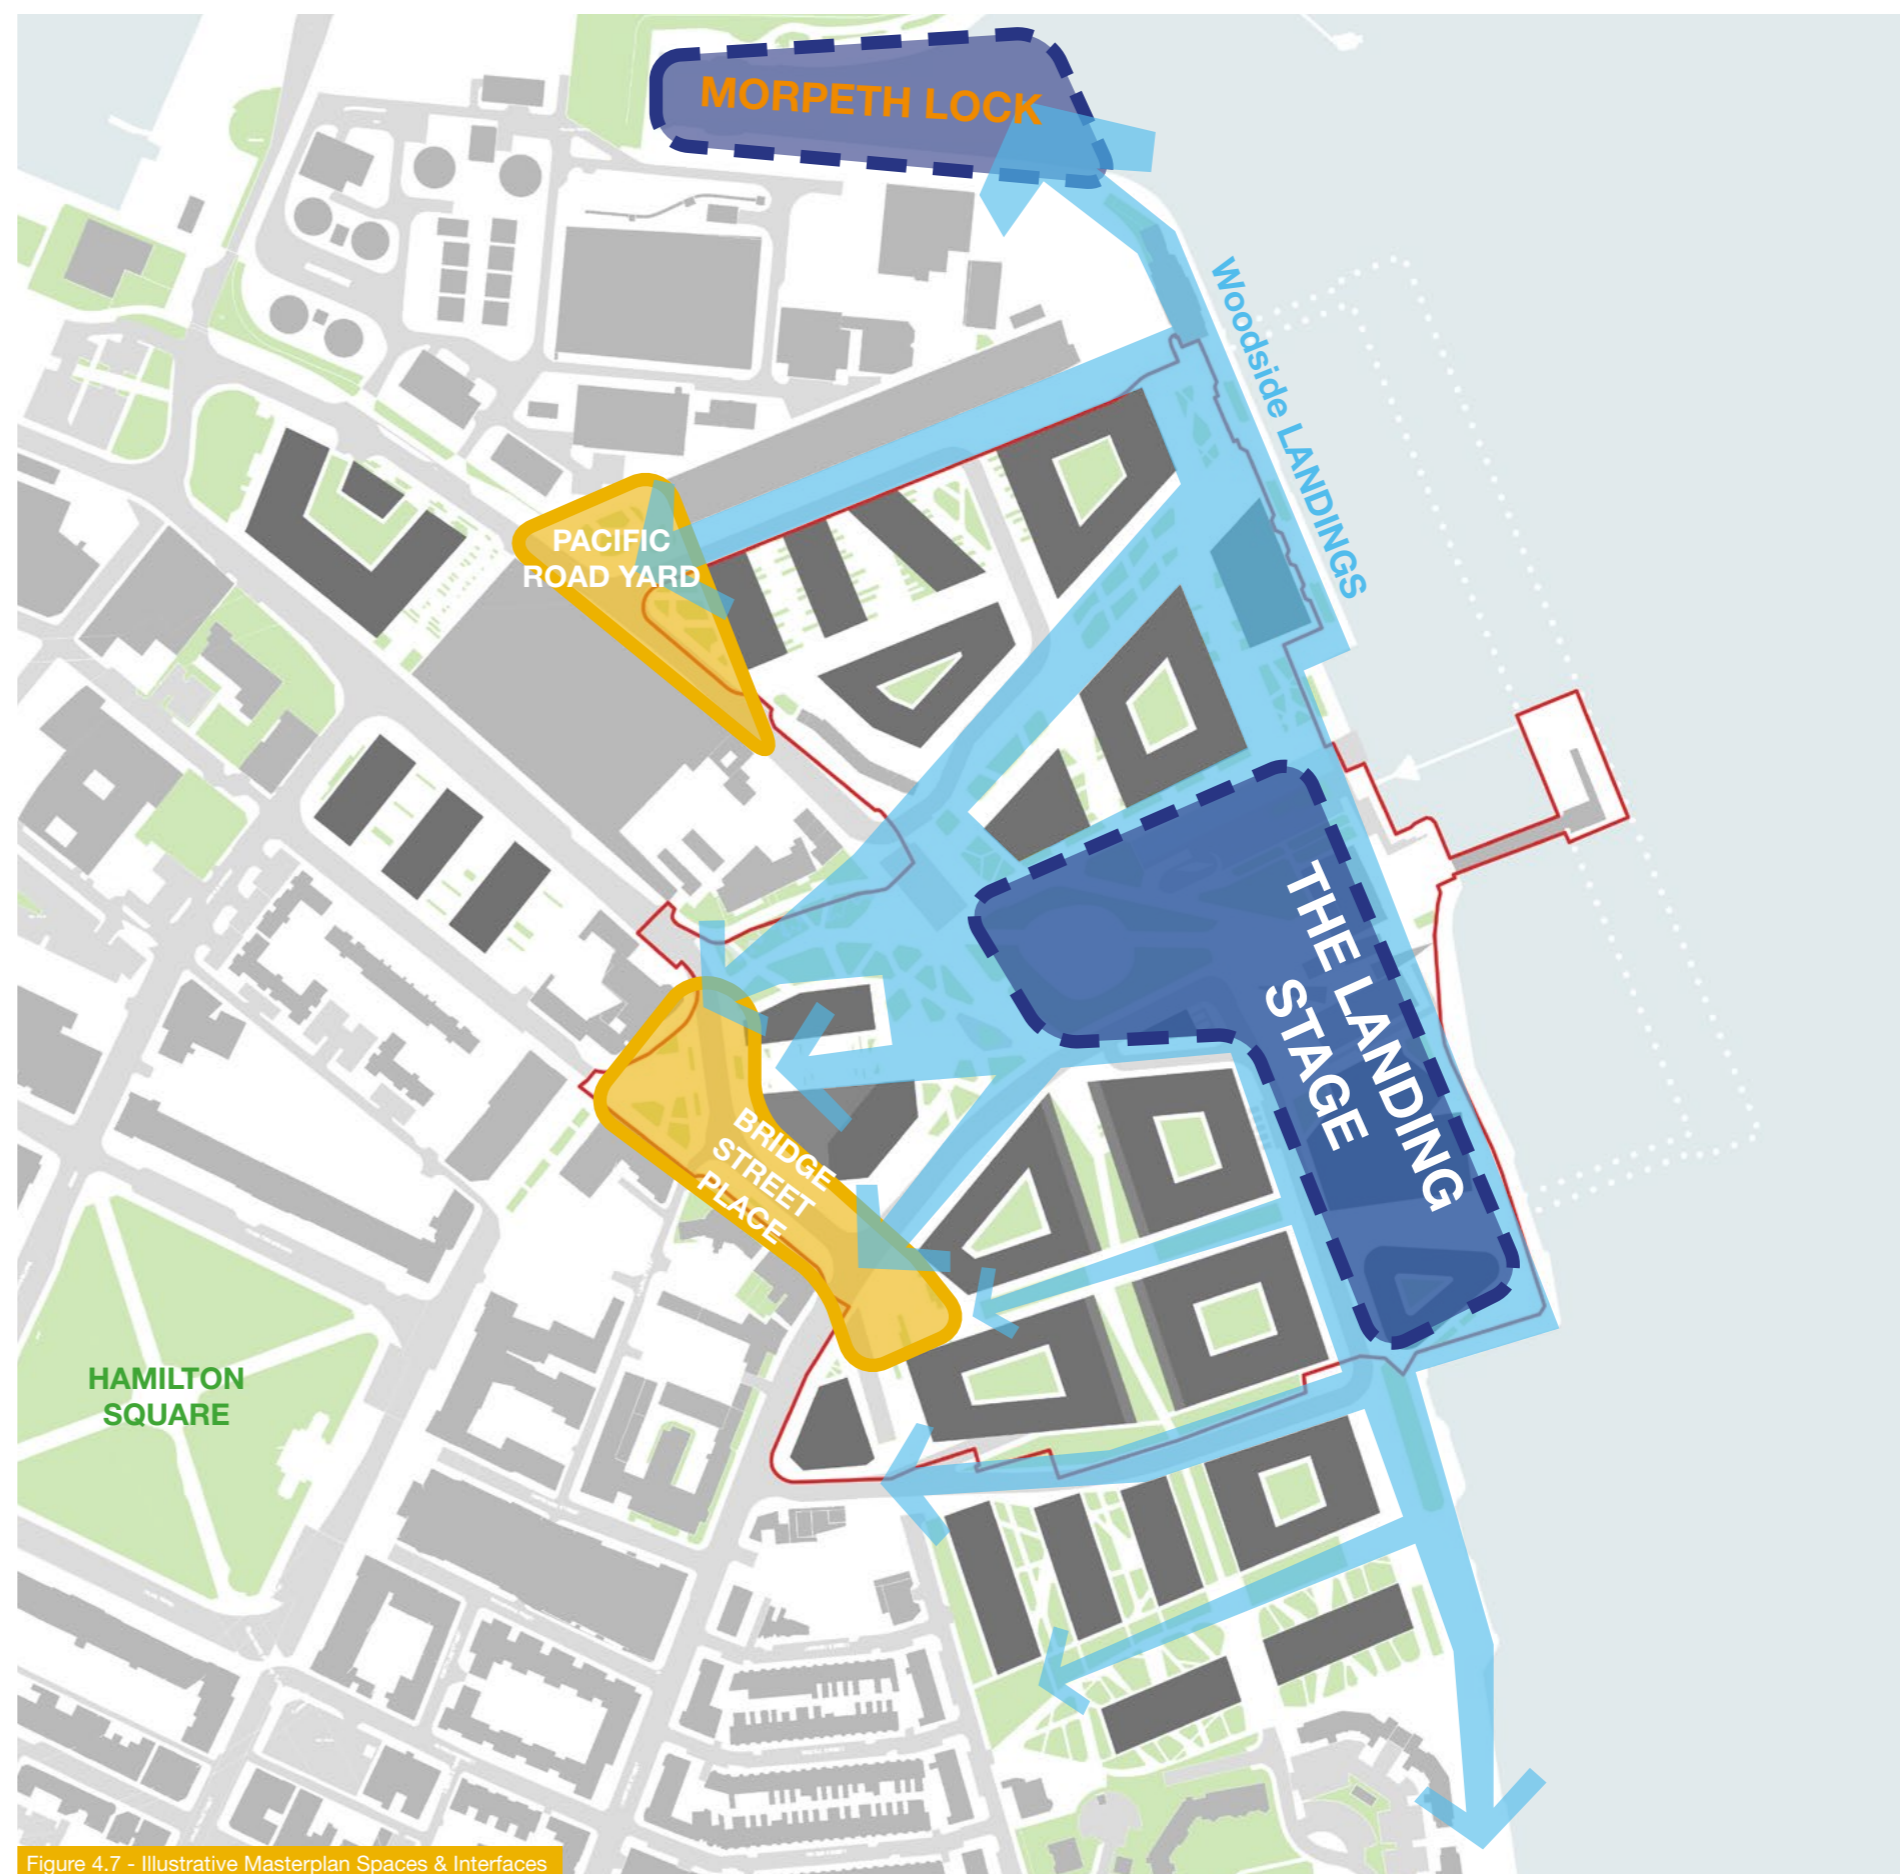 MORPETH LOCK
Woodside LANDINGS
PACIFIC
ROAD YARD
THE LANDING
STAGE
BRIDGE
STREET
PLACE
HAMILTON
SQUARE
Figure 4.7 - Illustrative Masterplan Spaces & Interfaces